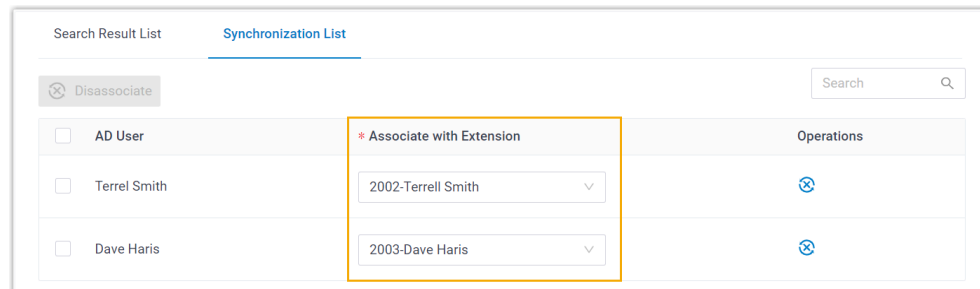 Search Result List Synchronization List
Disassociate Search
AD User * Associate with Extension Operations
Terrel Smith 2002-Terrell Smith
Dave Haris 2003-Dave Haris